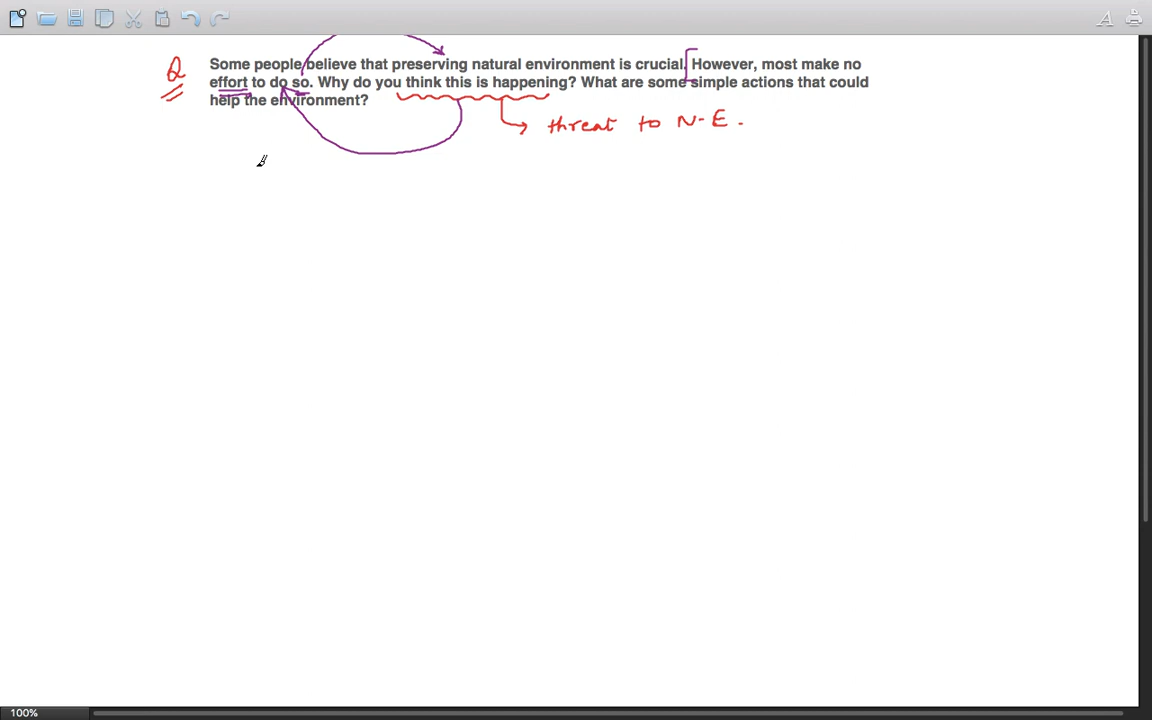 Q
Some people believe that preserving natural environment is crucial. However, most make no
effort to do so. Why do you think this is happening? What are some simple actions that could
help the environment?
threat to N-E.
100%